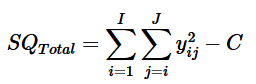 $SQ_{Total} = \sum_{i=1}^{I} \sum_{j=i}^{J} y_{ij}^{2} - C$